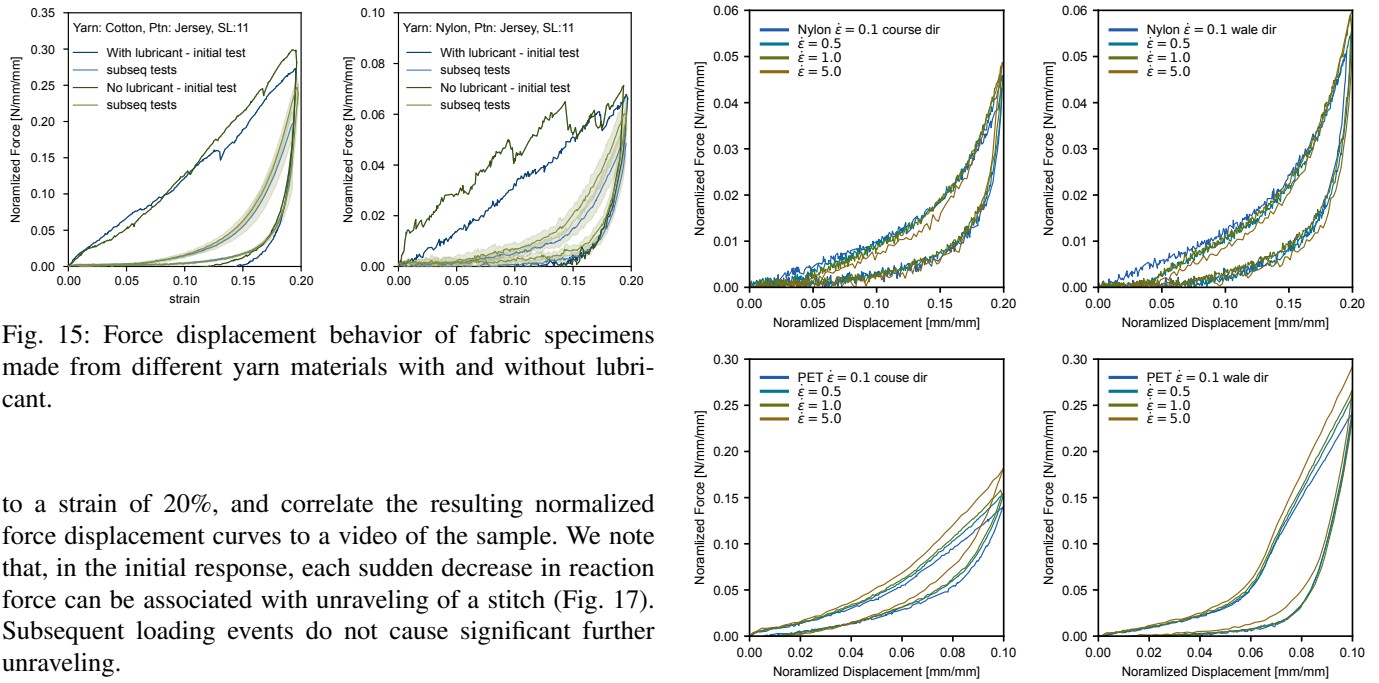 Yarn: Cotton, Ptn: Jersey, SL:11
With lubricant - initial test
subseq tests
No lubricant - initial test
subseq tests
Noramlized Force [N/mm/mm]
0.35
0.30
0.25
0.20
0.15
0.10
0.05
0.00
0.00 0.05 0.10 0.15 0.20
strain
Yarn: Nylon, Ptn: Jersey, SL:11
With lubricant - initial test
subseq tests
No lubricant - initial test
subseq tests
Noramlized Force [N/mm/mm]
0.10
0.08
0.06
0.04
0.02
0.00
0.00 0.05 0.10 0.15 0.20
strain
Fig. 15: Force displacement behavior of fabric specimens
made from different yarn materials with and without lubri-
cant.
to a strain of 20%, and correlate the resulting normalized
force displacement curves to a video of the sample. We note
that, in the initial response, each sudden decrease in reaction
force can be associated with unraveling of a stitch (Fig. 17).
Subsequent loading events do not cause significant further
unraveling.
Nylon ε̇ = 0.1 course dir
ε̇ = 0.5
ε̇ = 1.0
ε̇ = 5.0
Noramlized Force [N/mm/mm]
0.06
0.05
0.04
0.03
0.02
0.01
0.00
0.00 0.05 0.10 0.15 0.20
Noramlized Displacement [mm/mm]
Nylon ε̇ = 0.1 wale dir
ε̇ = 0.5
ε̇ = 1.0
ε̇ = 5.0
Noramlized Force [N/mm/mm]
0.06
0.05
0.04
0.03
0.02
0.01
0.00
0.00 0.05 0.10 0.15 0.20
Noramlized Displacement [mm/mm]
PET ε̇ = 0.1 couse dir
ε̇ = 0.5
ε̇ = 1.0
ε̇ = 5.0
Noramlized Force [N/mm/mm]
0.30
0.25
0.20
0.15
0.10
0.05
0.00
0.00 0.02 0.04 0.06 0.08 0.10
Noramlized Displacement [mm/mm]
PET ε̇ = 0.1 wale dir
ε̇ = 0.5
ε̇ = 1.0
ε̇ = 5.0
Noramlized Force [N/mm/mm]
0.30
0.25
0.20
0.15
0.10
0.05
0.00
0.00 0.02 0.04 0.06 0.08 0.10
Noramlized Displacement [mm/mm]